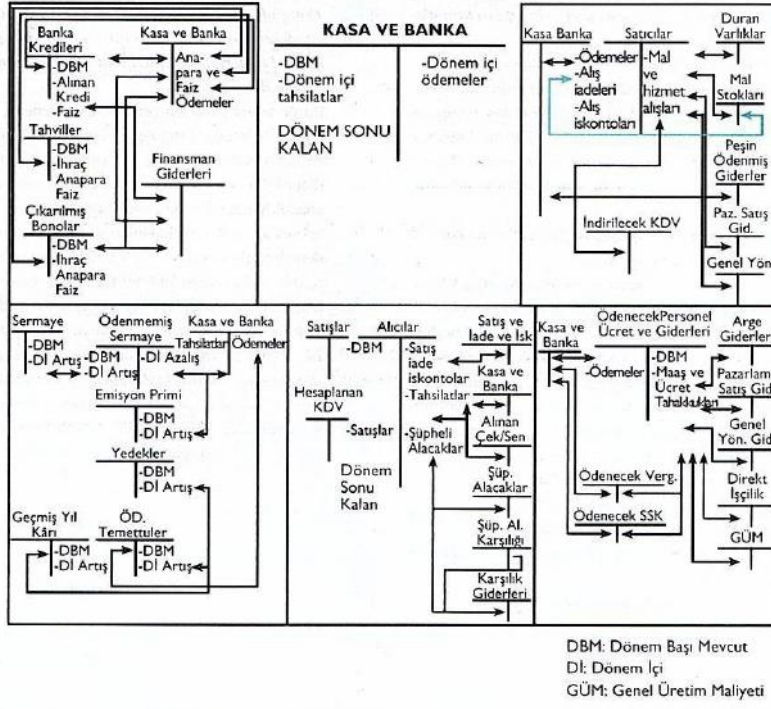 Banka
Kredileri
-DBM
-Alınan
Kredi
-Faiz
Tahviller
-DBM
-İhraç
Anapara
Faiz
Çıkarılmış
Bonolar
-DBM
-İhraç
Anapara
Faiz
Kasa ve Banka
Ana-
para ve
Faiz
Ödemeler
Finansman
Giderleri
KASA VE BANKA
-DBM
-Dönem içi
tahsilatlar
DÖNEM SONU
KALAN
-Dönem içi
ödemeler
Kasa Banka
Satıcılar
-Ödemeler
-Alış
iadeleri
-Alış
iskontoları
-Mal
ve
hizmet
alışları
İndirilecek KDV
Duran
Varlıklar
Mal
Stokları
Peşin
Ödenmiş
Giderler
Paz. Satış
Gid.
Genel Yön
Sermaye
-DBM
-Dİ Artış
Ödenmemiş
Sermaye
-DBM
-Dİ Artış
-Dİ Azalış
Kasa ve Banka
Tahsilatlar
Ödemeler
Emisyon Primi
-DBM
-Dİ Artış
Yedekler
-DBM
-Dİ Artış
Geçmiş Yıl
Kârı
-DBM
-Dİ Artış
ÖD.
Temettuler
-DBM
-Dİ Artış
Satışlar
Hesaplanan
KDV
Alıcılar
-DBM
-Satışlar
Dönem
Sonu
Kalan
-Satış
iade
iskontolar
-Tahsilatlar
-Şüpheli
Alacaklar
Satış ve
İade ve İsk
Kasa ve
Banka
Alınan
Çek/Sen
Şüp.
Alacaklar
Şüp. Al.
Karşılığı
Karşılık
Giderleri
Kasa ve
Banka
ÖdenecekPersonel
Ücret ve Giderleri
-Ödemeler
-DBM
-Maaş ve
Ücret
Tahakkukları
Ödenecek Verg.
Ödenecek SSK
Arge
Giderler
Pazarlam
Satış Gid
Genel
Yön. Gid
Direkt
İşçilik
GÜM
DBM: Dönem Başı Mevcut
Dİ: Dönem İçi
GÜM: Genel Üretim Maliyeti